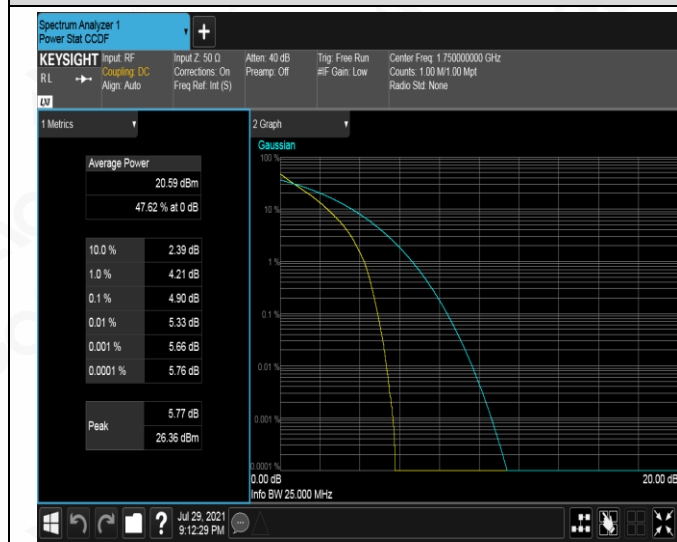 Spectrum Analyzer 1
Power Stat CCDF
+
KEYSIGHT Input: RF Input Z: 50 Ω Atten: 40 dB Trig: Free Run Center Freq: 1.750000000 GHz
RL Coupling: DC Corrections: On Preamp: Off #IF Gain: Low Counts: 1.00 M/1.00 Mpt
Align: Auto Freq Ref: Int (S) Radio Std: None
LXI
1 Metrics
2 Graph
Gaussian
Average Power
20.59 dBm
47.62 % at 0 dB
10.0 % 2.39 dB
1.0 % 4.21 dB
0.1 % 4.90 dB
0.01 % 5.33 dB
0.001 % 5.66 dB
0.0001 % 5.76 dB
Peak 5.77 dB
26.36 dBm
100 %
10 %
1 %
0.1 %
0.01 %
0.001 %
0.0001 %
0.00 dB 20.00 dB
Info BW 25.000 MHz
? Jul 29, 2021
9:12:29 PM